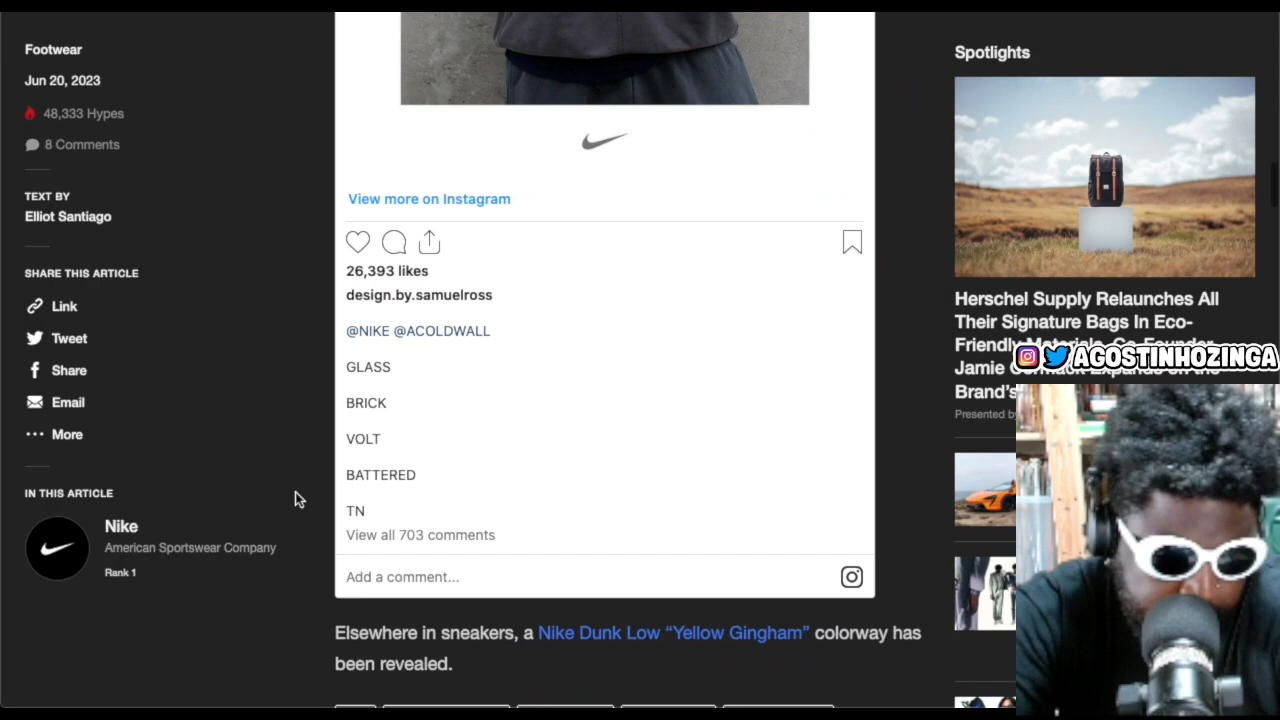 Footwear
Jun 20, 2023
48,333 Hypes
8 Comments
TEXT BY
Elliot Santiago
SHARE THIS ARTICLE
Link
Tweet
Share
Email
More
IN THIS ARTICLE
Nike
American Sportswear Company
Rank 1
View more on Instagram
26,393 likes
design.by.samuelross
@NIKE @ACOLDWALL
GLASS
BRICK
VOLT
BATTERED
TN
View all 703 comments
Add a comment...
Elsewhere in sneakers, a Nike Dunk Low “Yellow Gingham” colorway has
been revealed.
Spotlights
Herschel Supply Relaunches All
Their Signature Bags In Eco-
Friendly
Jamie
Brand’s
Presented by
AGOSTINHOZINGA